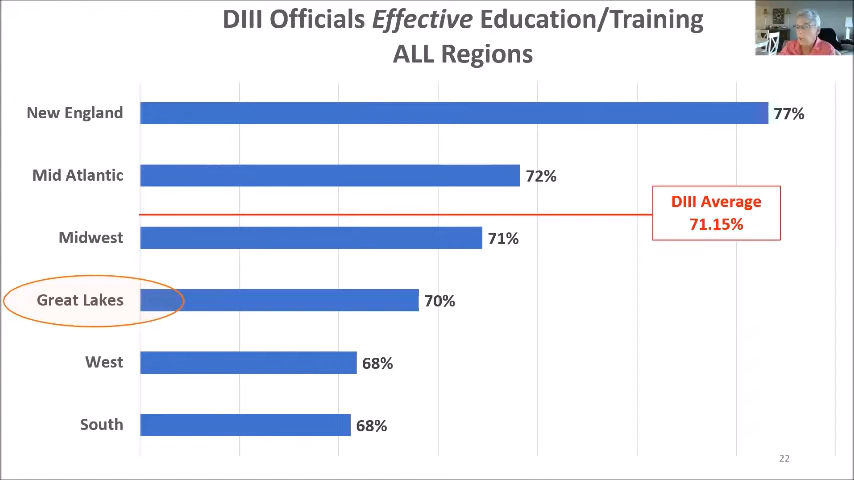 DIII Officials Effective Education/Training
ALL Regions
New England
77%
Mid Atlantic
72%
DIII Average
71.15%
Midwest
71%
Great Lakes
70%
West
68%
South
68%
22